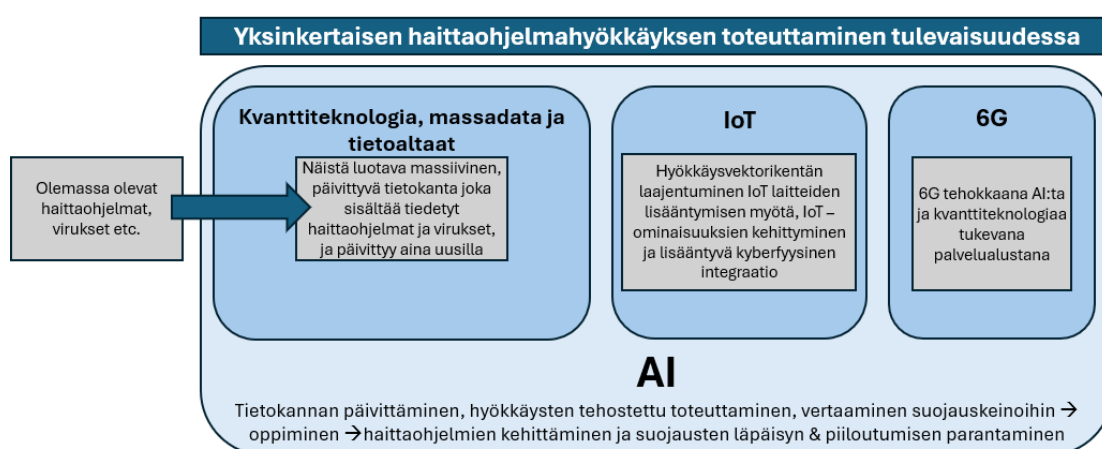 Yksinkertaisen haittaohjelmahyökkäyksen toteuttaminen tulevaisuudessa
Olemassa olevat
haittaohjelmat,
virukset etc.
Kvanttiteknologia, massadata ja
tietoaltaat
Näistä luotava massiivinen,
päivittyvä tietokanta joka
sisältää tiedetyt
haittaohjelmat ja virukset,
ja päivittyy aina uusilla
IoT
Hyökkäysvektorikentän
laajentuminen IoT laitteiden
lisääntymisen myötä, IoT –
ominaisuuksien kehittyminen
ja lisääntyvä kyberfyysinen
integraatio
6G
6G tehokkaana AI:ta
ja kvanttiteknologiaa
tukevana
palvelualustana
AI
Tietokannan päivittäminen, hyökkäysten tehostettu toteuttaminen, vertaaminen suojauskeinoihin →
oppiminen →haittaohjelmien kehittäminen ja suojausten läpäisyn & piiloutumisen parantaminen